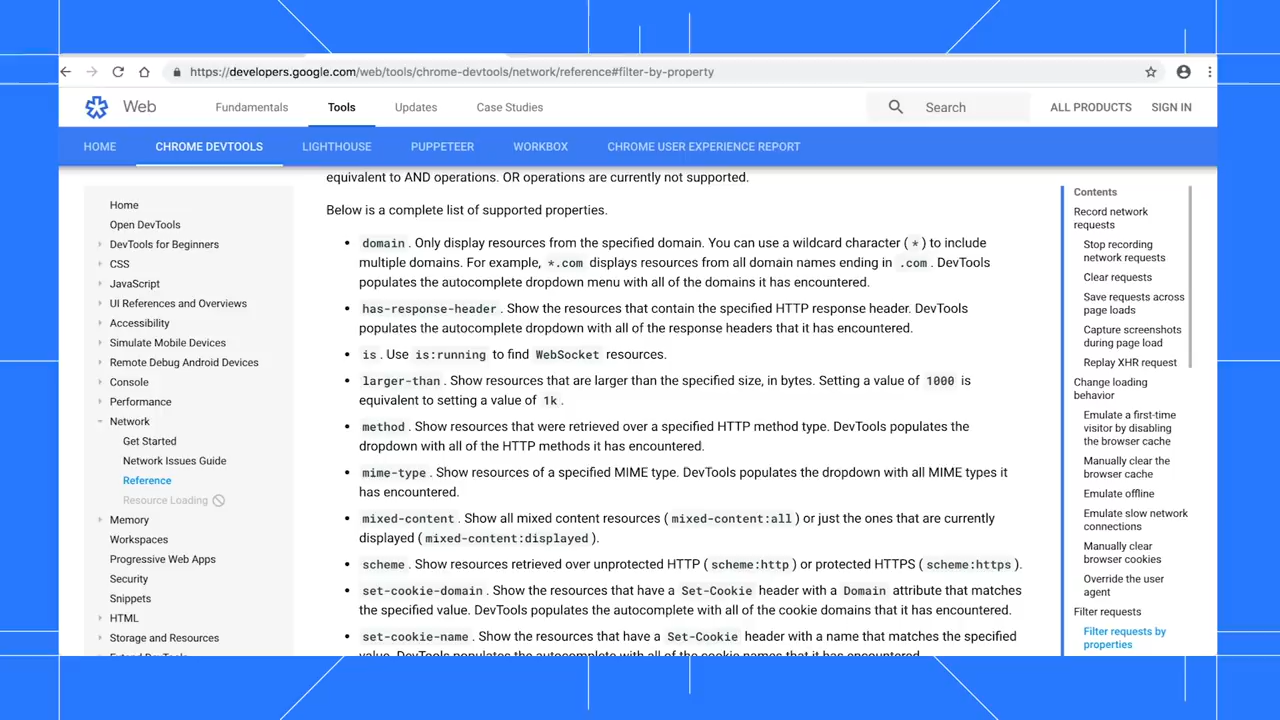 https://developers.google.com/web/tools/chrome-devtools/network/reference#filter-by-property
Web
Fundamentals
Tools
Updates
Case Studies
Search
ALL PRODUCTS
SIGN IN
HOME
CHROME DEVTOOLS
LIGHTHOUSE
PUPPETEER
WORKBOX
CHROME USER EXPERIENCE REPORT
Home
Open DevTools
DevTools for Beginners
CSS
JavaScript
UI References and Overviews
Accessibility
Simulate Mobile Devices
Remote Debug Android Devices
Console
Performance
Network
Get Started
Network Issues Guide
Reference
Resource Loading
Memory
Workspaces
Progressive Web Apps
Security
Snippets
HTML
Storage and Resources
Extend DevTools
equivalent to AND operations. OR operations are currently not supported.
Below is a complete list of supported properties.
• domain. Only display resources from the specified domain. You can use a wildcard character (*) to include
multiple domains. For example, *.com displays resources from all domain names ending in .com. DevTools
populates the autocomplete dropdown menu with all of the domains it has encountered.
• has-response-header. Show the resources that contain the specified HTTP response header. DevTools
populates the autocomplete dropdown with all of the response headers that it has encountered.
• is. Use is:running to find WebSocket resources.
• larger-than. Show resources that are larger than the specified size, in bytes. Setting a value of 1000 is
equivalent to setting a value of 1k.
• method. Show resources that were retrieved over a specified HTTP method type. DevTools populates the
dropdown with all of the HTTP methods it has encountered.
• mime-type. Show resources of a specified MIME type. DevTools populates the dropdown with all MIME types it
has encountered.
• mixed-content. Show all mixed content resources (mixed-content:all) or just the ones that are currently
displayed (mixed-content:displayed).
• scheme. Show resources retrieved over unprotected HTTP (scheme:http) or protected HTTPS (scheme:https).
• set-cookie-domain. Show the resources that have a Set-Cookie header with a Domain attribute that matches
the specified value. DevTools populates the autocomplete with all of the cookie domains that it has encountered.
• set-cookie-name. Show the resources that have a Set-Cookie header with a name that matches the specified
value. DevTools populates the autocomplete with all of the cookie names that it has encountered.
Contents
Record network
requests
Stop recording
network requests
Clear requests
Save requests across
page loads
Capture screenshots
during page load
Replay XHR request
Change loading
behavior
Emulate a first-time
visitor by disabling
the browser cache
Manually clear the
browser cache
Emulate offline
Emulate slow network
connections
Manually clear
browser cookies
Override the user
agent
Filter requests
Filter requests by
properties